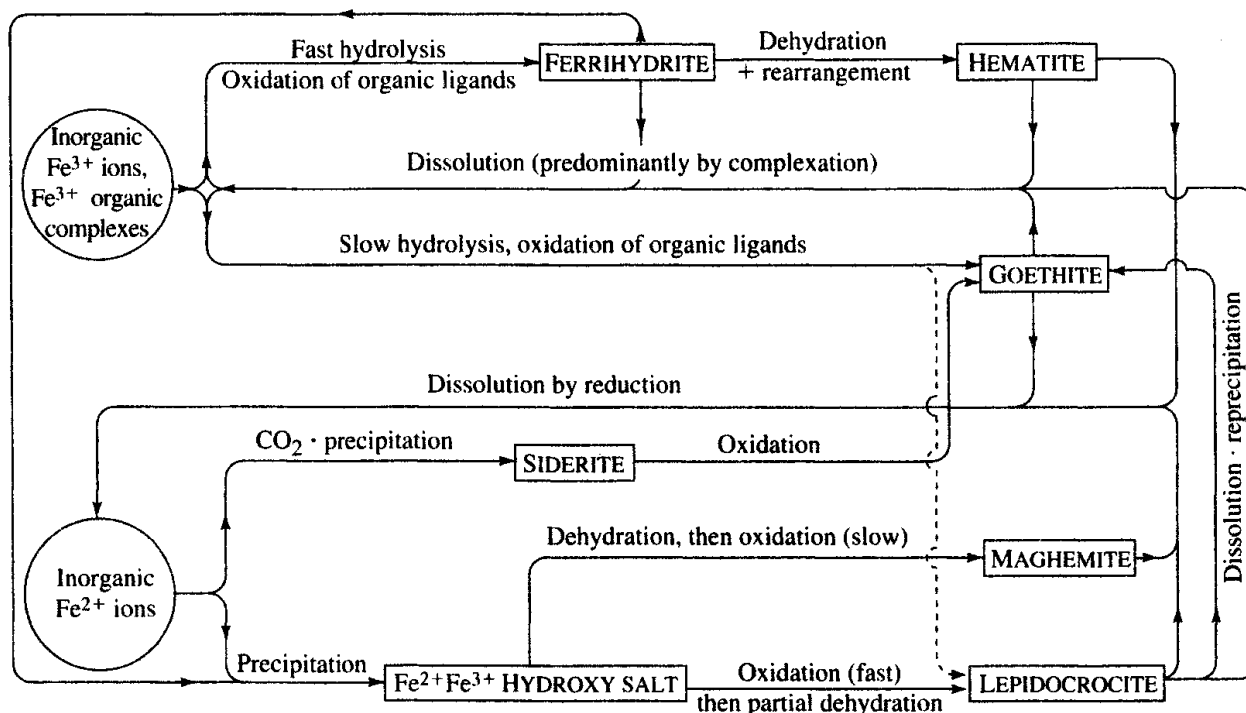 Fast hydrolysis
Oxidation of organic ligands
FERRIHYDRITE
Dehydration
+ rearrangement
HEMATITE
Inorganic
Fe³⁺ ions,
Fe³⁺ organic
complexes
Dissolution (predominantly by complexation)
Slow hydrolysis, oxidation of organic ligands
GOETHITE
Dissolution by reduction
CO₂ · precipitation
SIDERITE
Oxidation
Dissolution · reprecipitation
Dehydration, then oxidation (slow)
MAGHEMITE
Inorganic
Fe²⁺ ions
Precipitation
Fe²⁺Fe³⁺ HYDROXY SALT
Oxidation (fast)
then partial dehydration
LEPIDOCROCITE